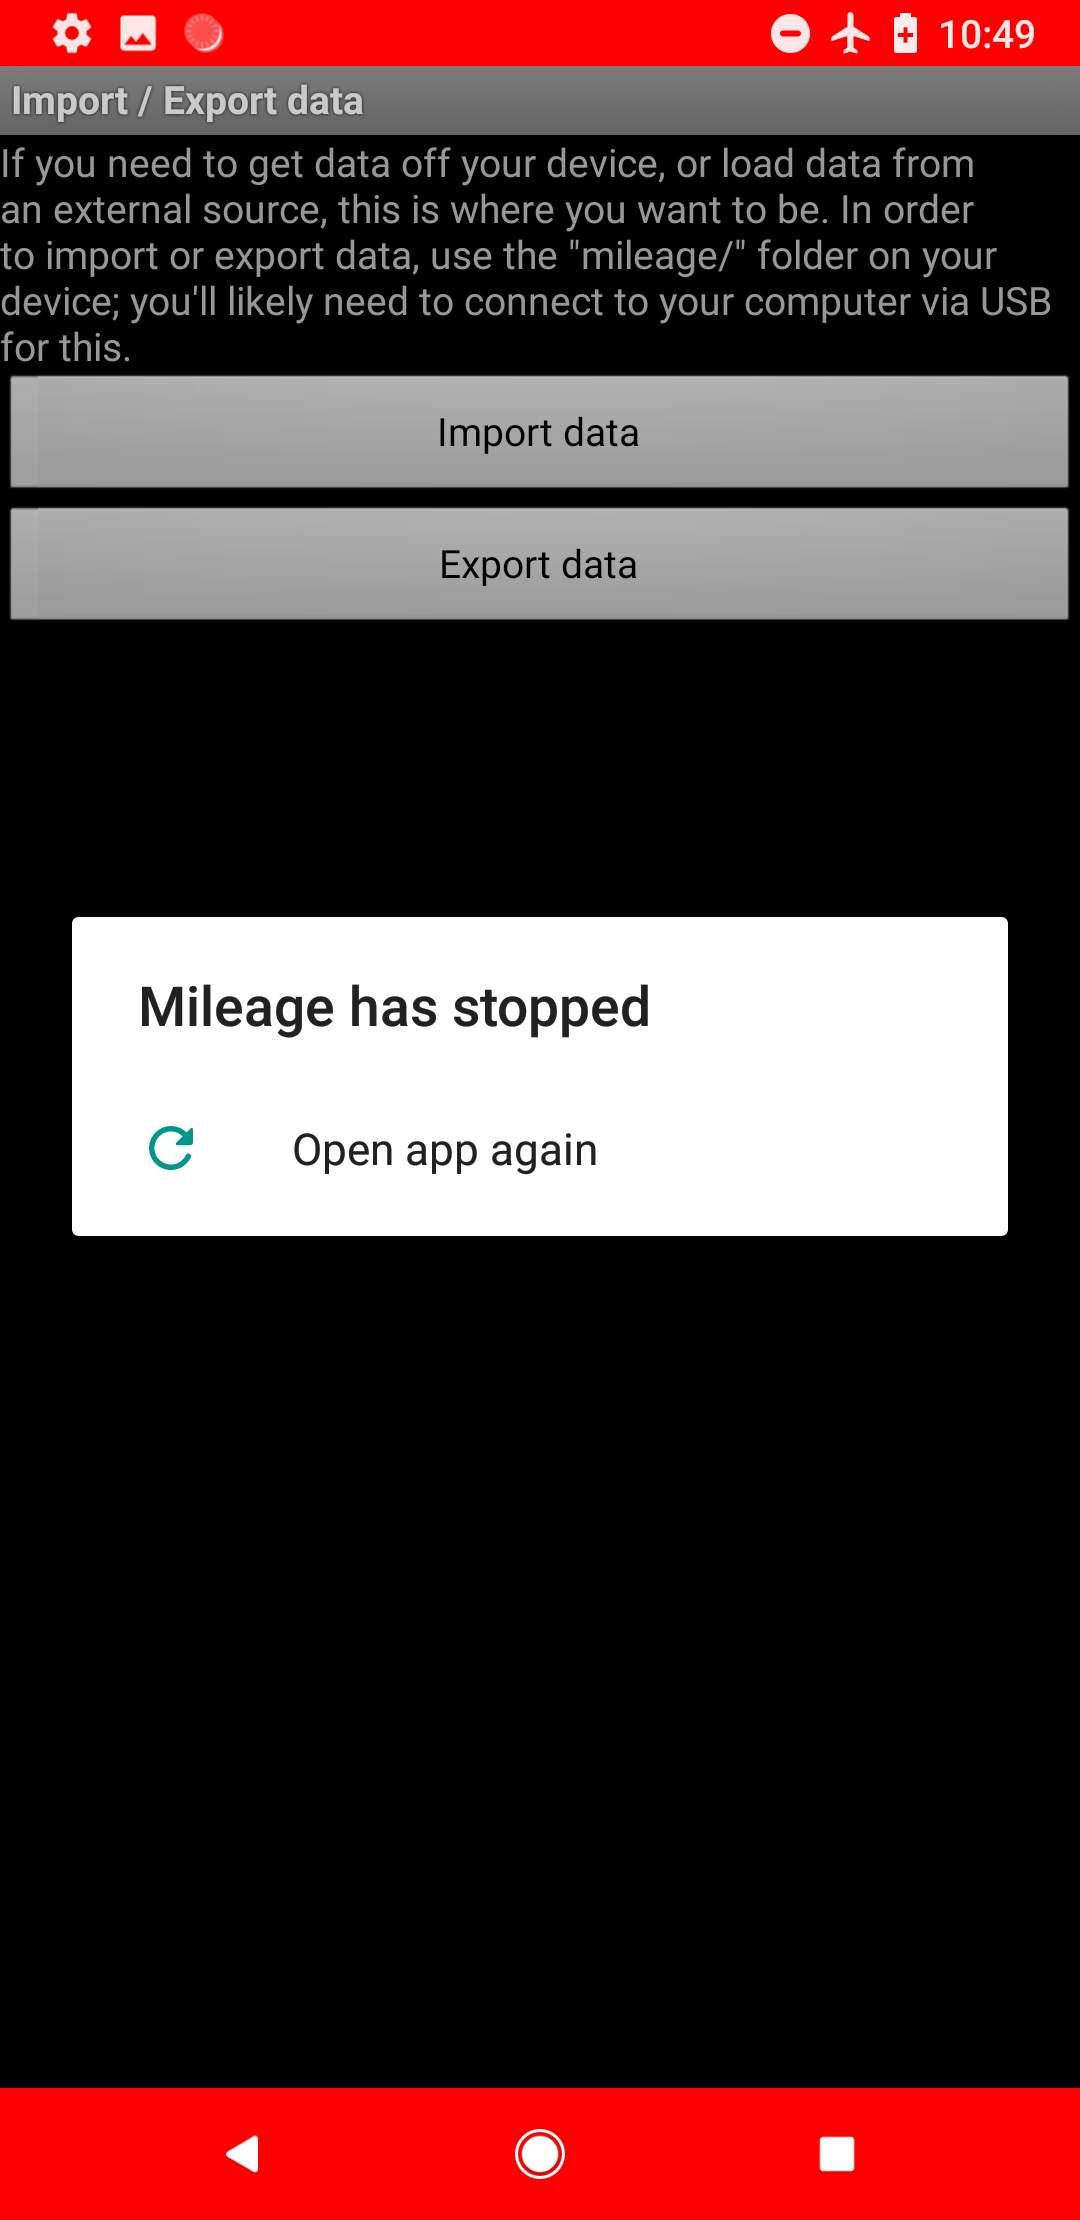 10:49
Import / Export data
If you need to get data off your device, or load data from
an external source, this is where you want to be. In order
to import or export data, use the "mileage/" folder on your
device; you'll likely need to connect to your computer via USB
for this.
Import data
Export data
Mileage has stopped
Open app again